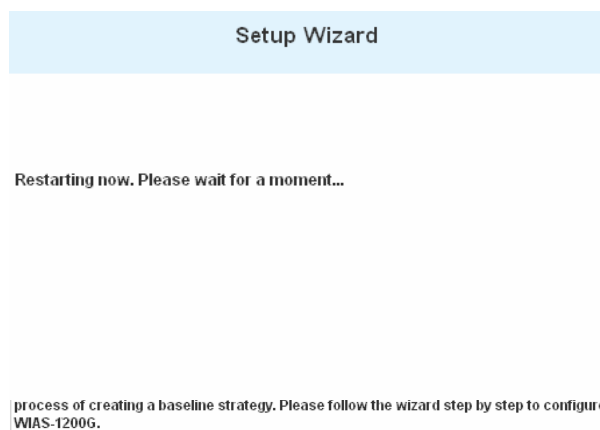 Setup Wizard
Restarting now. Please wait for a moment...
process of creating a baseline strategy. Please follow the wizard step by step to configure
WIAS-1200G.